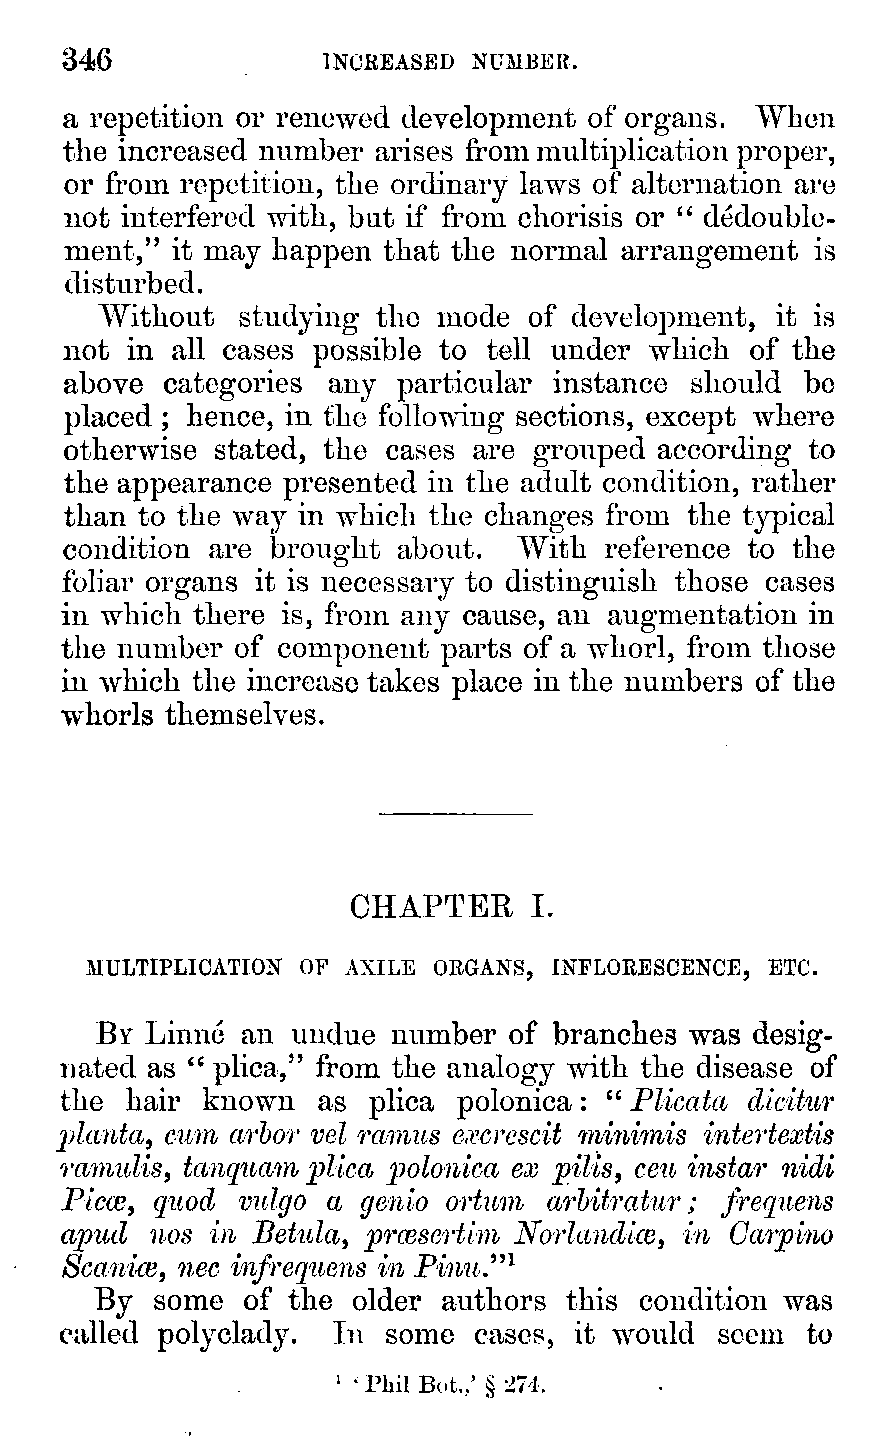 346 INCREASED NUMBER.
a repetition or renewed development of organs. When
the increased number arises from multiplication proper,
or from repetition, the ordinary laws of alternation are
not interfered with, but if from chorisis or “ dédouble-
ment,” it may happen that the normal arrangement is
disturbed.
Without studying the mode of development, it is
not in all cases possible to tell under which of the
above categories any particular instance should be
placed ; hence, in the following sections, except where
otherwise stated, the cases are grouped according to
the appearance presented in the adult condition, rather
than to the way in which the changes from the typical
condition are brought about. With reference to the
foliar organs it is necessary to distinguish those cases
in which there is, from any cause, an augmentation in
the number of component parts of a whorl, from those
in which the increase takes place in the numbers of the
whorls themselves.
CHAPTER I.
MULTIPLICATION OF AXILE ORGANS, INFLORESCENCE, ETC.
BY Linné an undue number of branches was desig-
nated as “ plica,” from the analogy with the disease of
the hair known as plica polonica : “ Plicata dicitur
planta, cum arbor vel ramus excrescit minimis intertextis
ramulis, tanquam plica polonica ex pilis, ceu instar nidi
Picæ, quod vulgo a genio ortum arbitratur ; frequens
apud nos in Betula, præsertim Norlandiæ, in Carpino
Scaniæ, nec infrequens in Pinu.”¹
By some of the older authors this condition was
called polyclady. In some cases, it would seem to
¹ ‘ Phil Bot.,’ § 274.